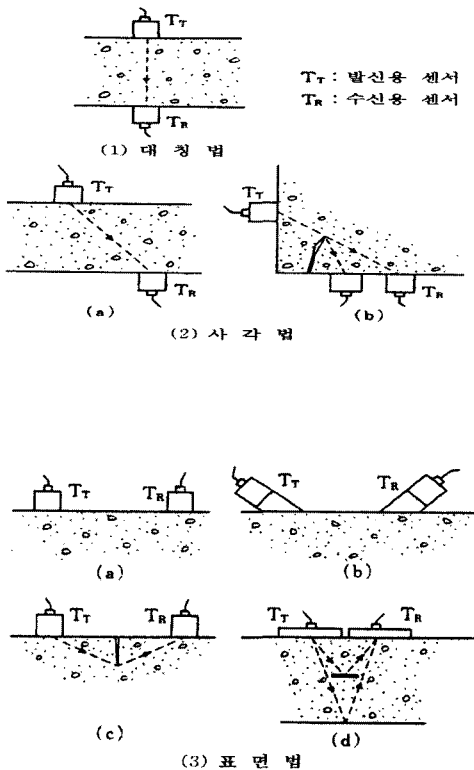 T_T
T_T : 발신용 센서
T_R : 수신용 센서
T_R
(1) 대 칭 법
T_T
T_R
(a)
T_T
T_R
(b)
(2) 사 각 법
T_T
T_R
(a)
T_T
T_R
(b)
T_T
T_R
(c)
T_T
T_R
(d)
(3) 표 면 법